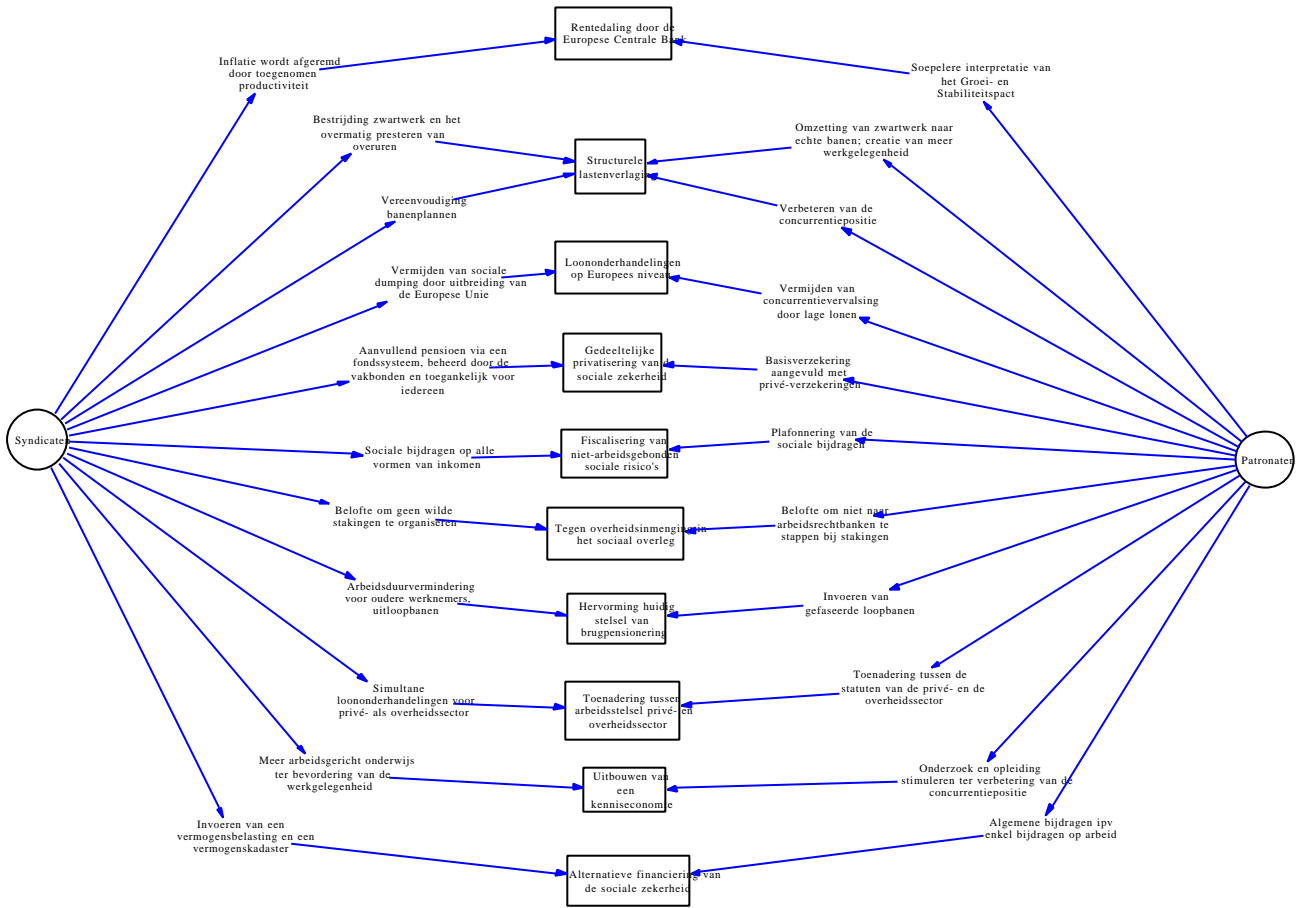 Rentedaling door de
Europese Centrale Bank
Inflatie wordt afgeremd
door toegenomen
productiviteit
Soepelere interpretatie van
het Groei- en
Stabiliteitspact
Bestrijding zwartwerk en het
overmatig presteren van
overuren
Structurele
lastenverlaging
Omzetting van zwartwerk naar
echte banen; creatie van meer
werkgelegenheid
Vereenvoudiging
banenplannen
Verbeteren van de
concurrentiepositie
Vermijden van sociale
dumping door uitbreiding van
de Europese Unie
Loononderhandelingen
op Europees niveau
Vermijden van
concurrentievervalsing
door lage lonen
Aanvullend pensioen via een
fondssysteem, beheerd door de
vakbonden en toegankelijk voor
iedereen
Gedeeltelijke
privatisering van de
sociale zekerheid
Basisverzekering
aangevuld met
privé-verzekeringen
Syndicaten
Sociale bijdragen op alle
vormen van inkomen
Fiscalisering van
niet-arbeidsgebonden
sociale risico's
Plafonnering van de
sociale bijdragen
Patronaten
Belofte om geen wilde
stakingen te organiseren
Tegen overheidsinmenging in
het sociaal overleg
Belofte om niet naar
arbeidsrechtbanken te
stappen bij stakingen
Arbeidsduurvermindering
voor oudere werknemers,
uitloopbanen
Hervorming huidig
stelsel van
brugpensionering
Invoeren van
gefaseerde loopbanen
Simultane
loononderhandelingen voor
privé- als overheidssector
Toenadering tussen
arbeidsstelsel privé- en
overheidssector
Toenadering tussen de
statuten van de privé- en de
overheidssector
Meer arbeidsgericht onderwijs
ter bevordering van de
werkgelegenheid
Uitbouwen van
een
kenniseconomie
Onderzoek en opleiding
stimuleren ter verbetering van de
concurrentiepositie
Invoeren van een
vermogensbelasting en een
vermogenskadaster
Alternatieve financiering van
de sociale zekerheid
Algemene bijdragen ipv
enkel bijdragen op arbeid